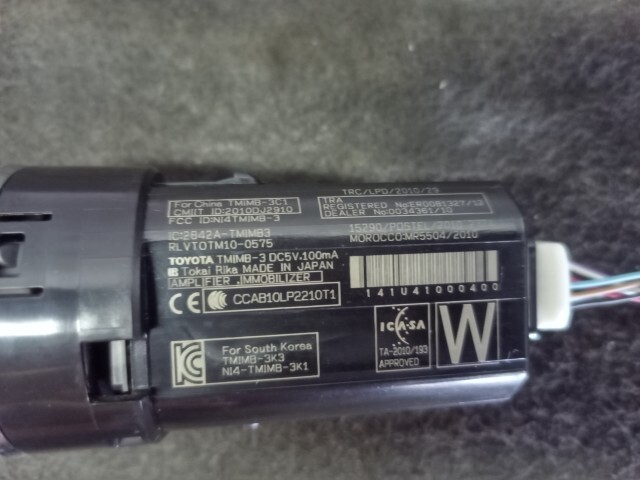 For China TMIMB-3C1
CMIIT ID:2010DJ2910
FCC ID:NI4TMIMB-3
IC:2842A-TMIMB3
RLVTOTM10-0575
TOYOTA TMIMB-3 DC5V.100mA
Tokai Rika MADE IN JAPAN
AMPLIFIER ,IMMOBILIZER
CE CCAB10LP2210T1
For South Korea
TMIMB-3K3
NI4-TMIMB-3K1
TRC/LPD/2010/29
TRA
REGISTERED No:ER0081327/12
DEALER No:0034361/10
15290/POSTEL/
MOROCCO:MR5504/2010
141U41000400
ICASA
TA-2010/193
APPROVED
W